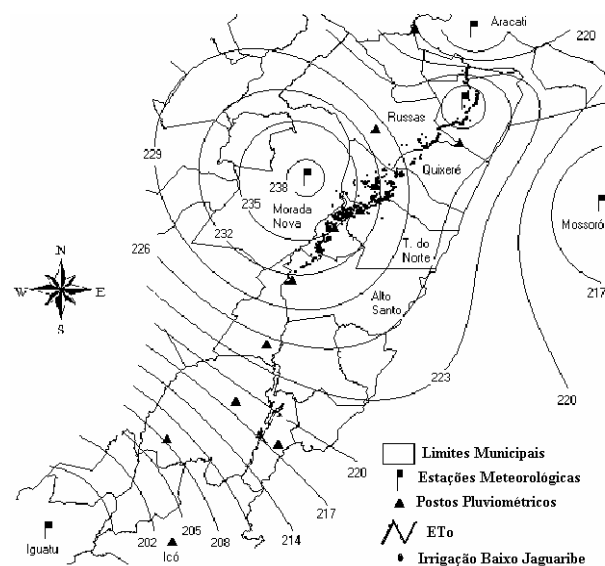 Aracati
220
223
Russas
229
Quixeré
238
235
Morada
Nova
Mossoró
232
T. do
Norte
226
N
W E
S
217
Alto
Santo
223
220
Limites Municipais
220
Estações Meteorológicas
Postos Pluviométricos
217
ETo
205
214
208
202
Iguatu
Icó
Irrigação Baixo Jaguaribe